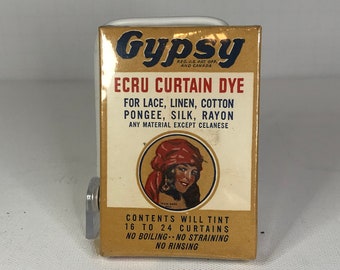 Gypsy
REG. U.S. PAT. OFF.
AND CANADA
ECRU CURTAIN DYE
FOR LACE, LINEN, COTTON
PONGEE, SILK, RAYON
ANY MATERIAL EXCEPT CELANESE
CONTENTS WILL TINT
16 TO 24 CURTAINS
NO BOILING--NO STRAINING
NO RINSING